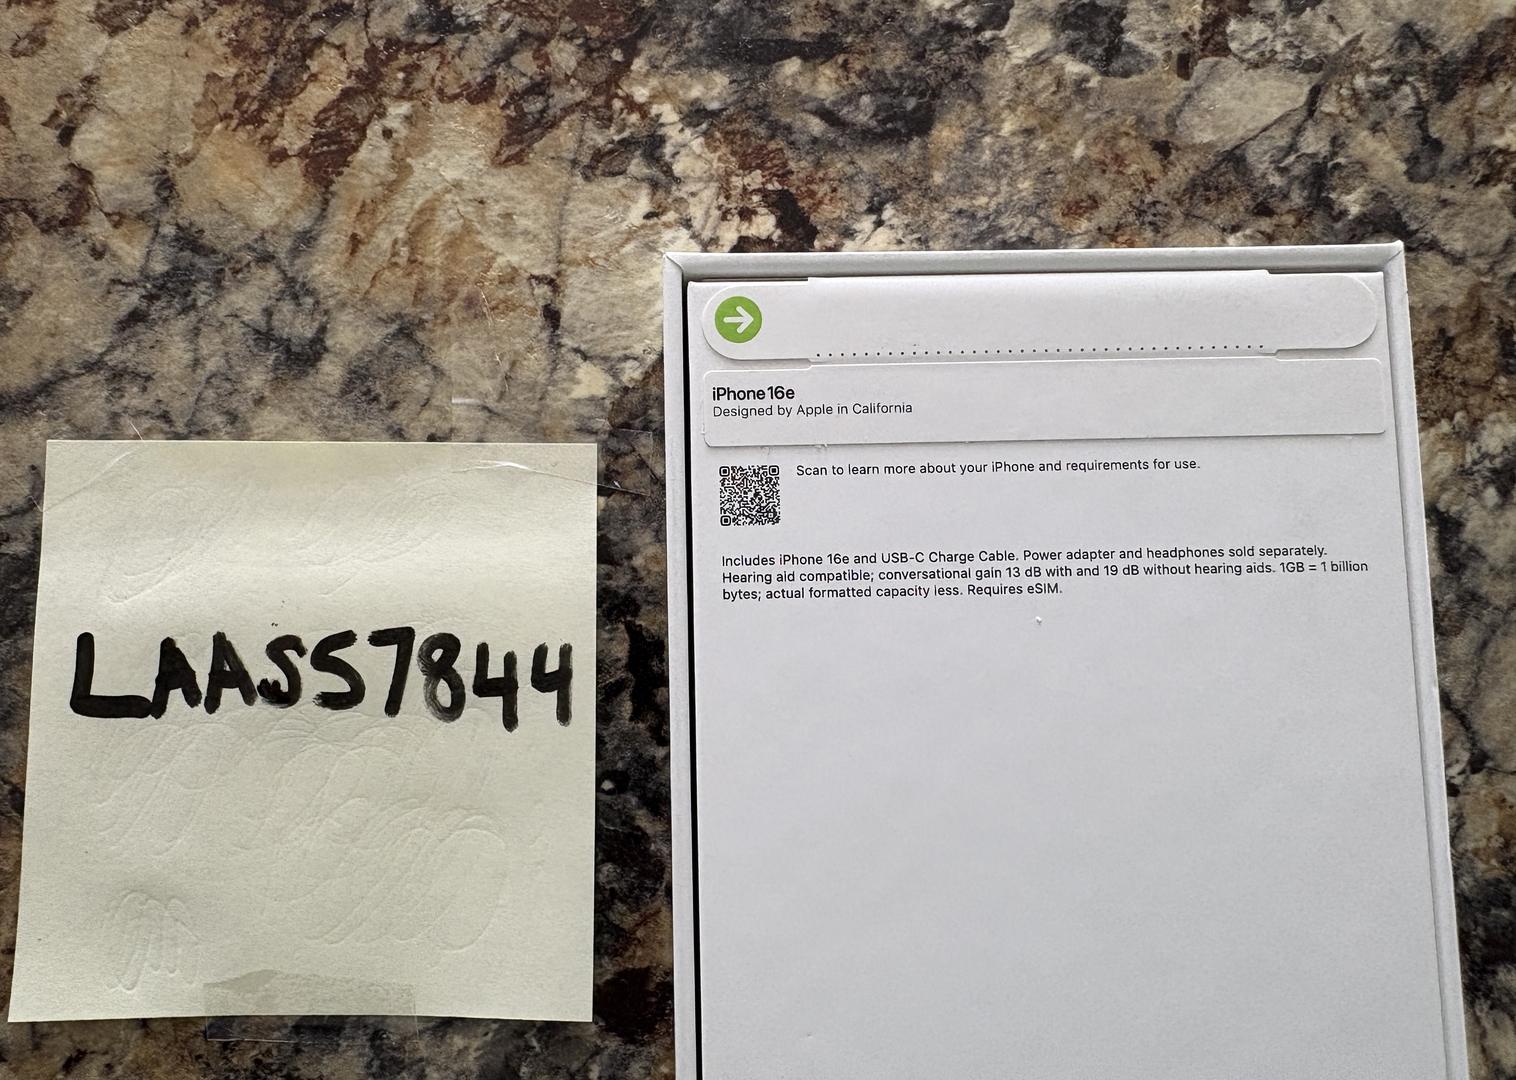 LAASS7844
iPhone 16e
Designed by Apple in California
Scan to learn more about your iPhone and requirements for use.
Includes iPhone 16e and USB-C Charge Cable. Power adapter and headphones sold separately.
Hearing aid compatible; conversational gain 13 dB with and 19 dB without hearing aids. 1GB = 1 billion
bytes; actual formatted capacity less. Requires eSIM.